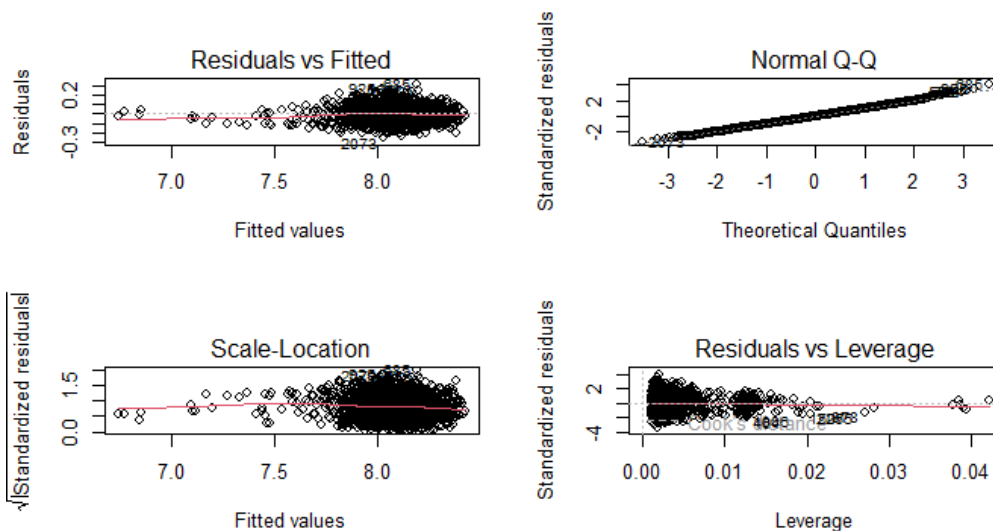 Residuals vs Fitted
Residuals
0.2
-0.3
2073
7.0 7.5 8.0
Fitted values
Normal Q-Q
Standardized residuals
2
-2
-3 -2 -1 0 1 2 3
Theoretical Quantiles
Scale-Location
√|Standardized residuals|
1.5
0.0
7.0 7.5 8.0
Fitted values
Residuals vs Leverage
Standardized residuals
2
-4
Cook's distance
0.00 0.01 0.02 0.03 0.04
Leverage